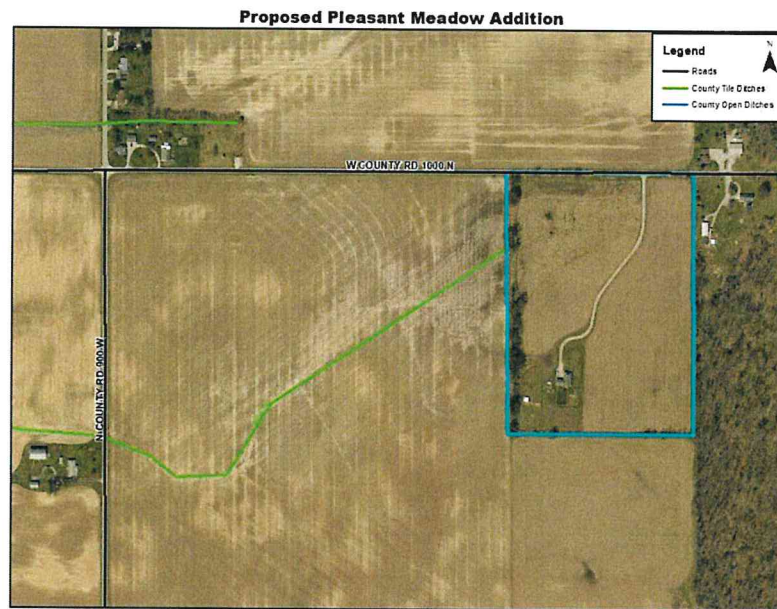 Proposed Pleasant Meadow Addition
N
Legend
Roads
County Tile Ditches
County Open Ditches
W COUNTY RD 1000 N
N COUNTY RD 900 W